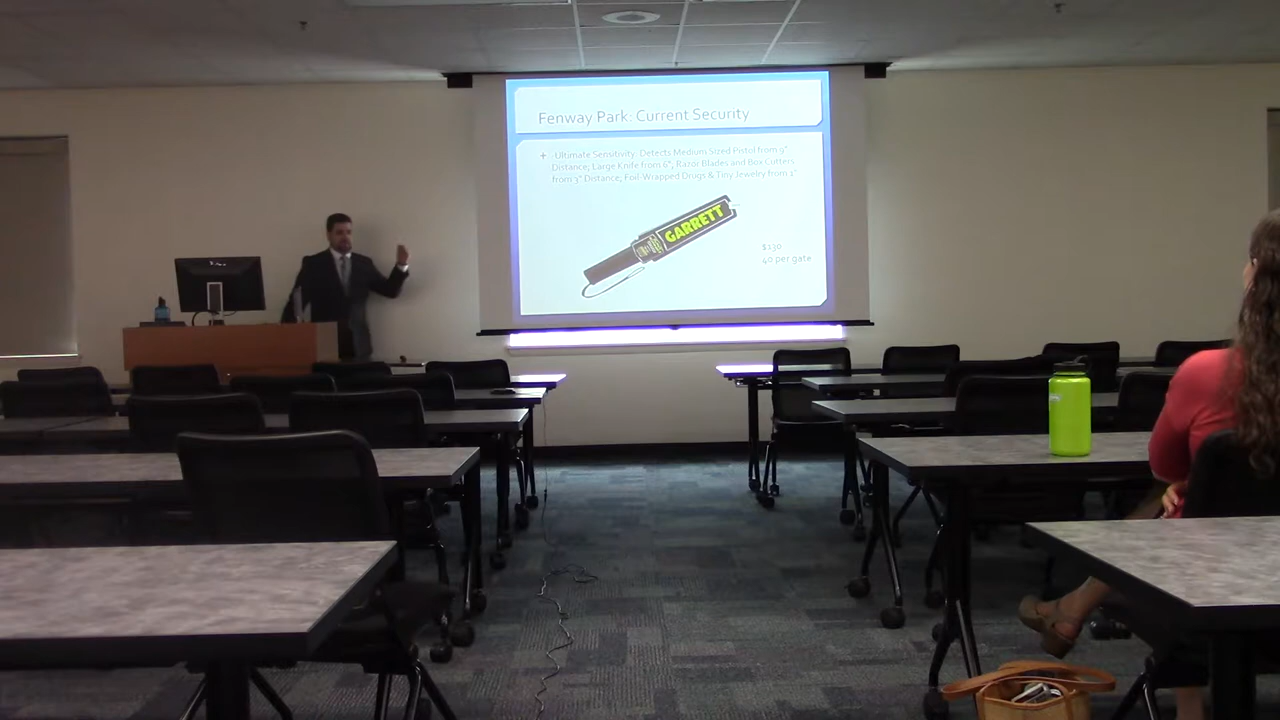 Fenway Park: Current Security
+ -Ultimate Sensitivity: Detects Medium Sized Pistol from 9"
Distance; Large Knife from 6", Razor Blades and Box Cutters
from 3" Distance; Foil-Wrapped Drugs & Tiny Jewelry from 1"
GARRETT
$130
40 per gate